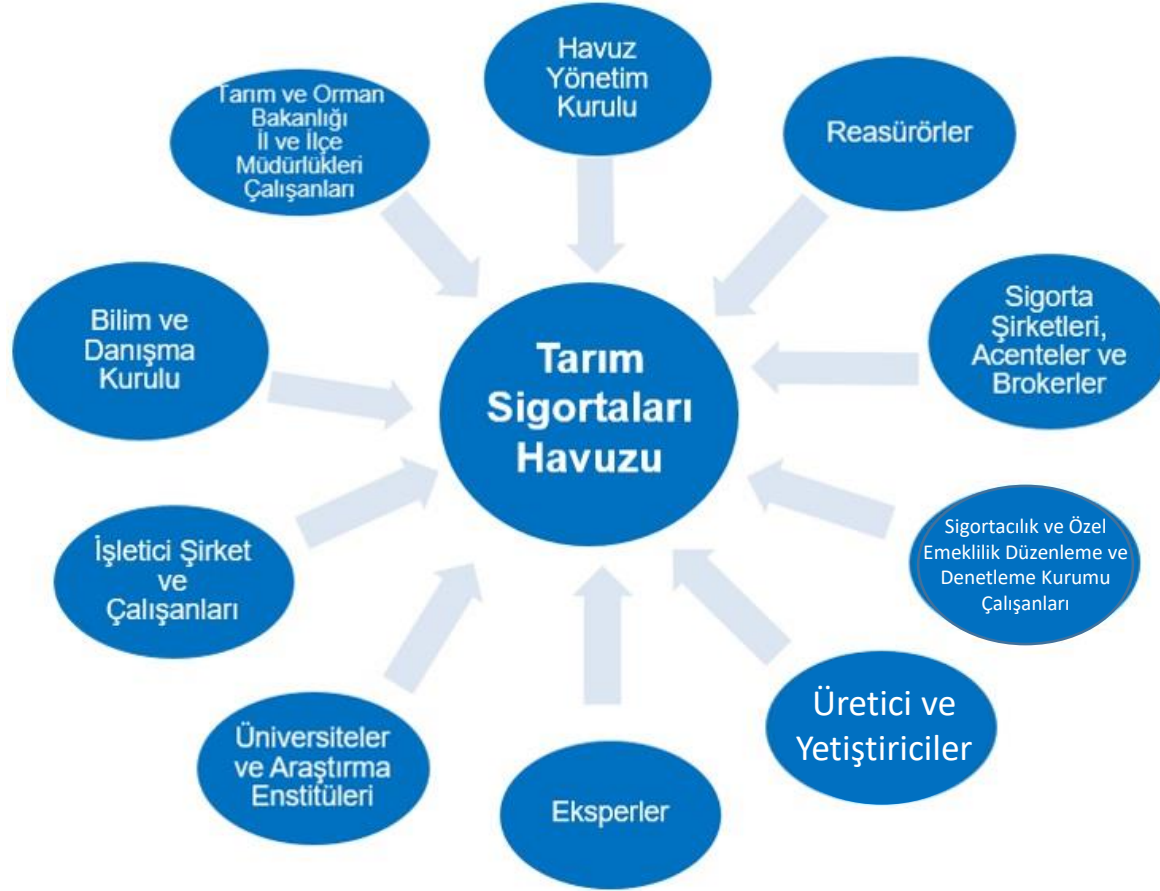 Havuz
Yönetim
Kurulu
Reasürörler
Sigorta
Şirketleri,
Acenteler ve
Brokerler
Sigortacılık ve Özel
Emeklilik Düzenleme ve
Denetleme Kurumu
Çalışanları
Üretici ve
Yetiştiriciler
Eksperler
Üniversiteler
ve Araştırma
Enstitüleri
İşletici Şirket
ve
Çalışanları
Bilim ve
Danışma
Kurulu
Tarım ve Orman
Bakanlığı
İl ve İlçe
Müdürlükleri
Çalışanları
Tarım
Sigortaları
Havuzu